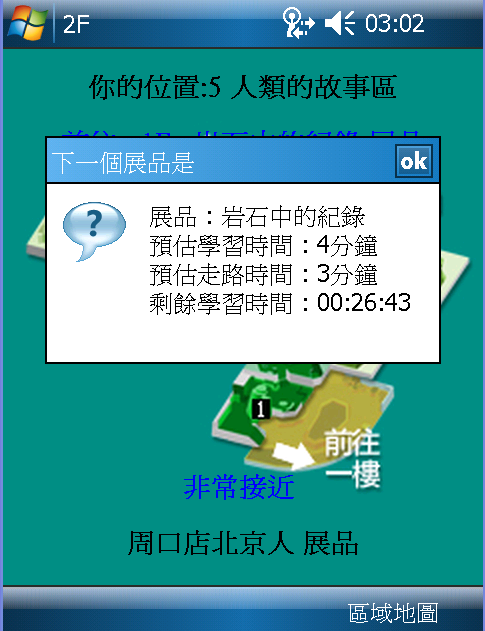 2F
03:02
你的位置:5 人類的故事區
下一個展品是
ok
展品：岩石中的紀錄
預估學習時間：4分鐘
預估走路時間：3分鐘
剩餘學習時間：00:26:43
1
前往
一樓
非常接近
周口店北京人 展品
區域地圖